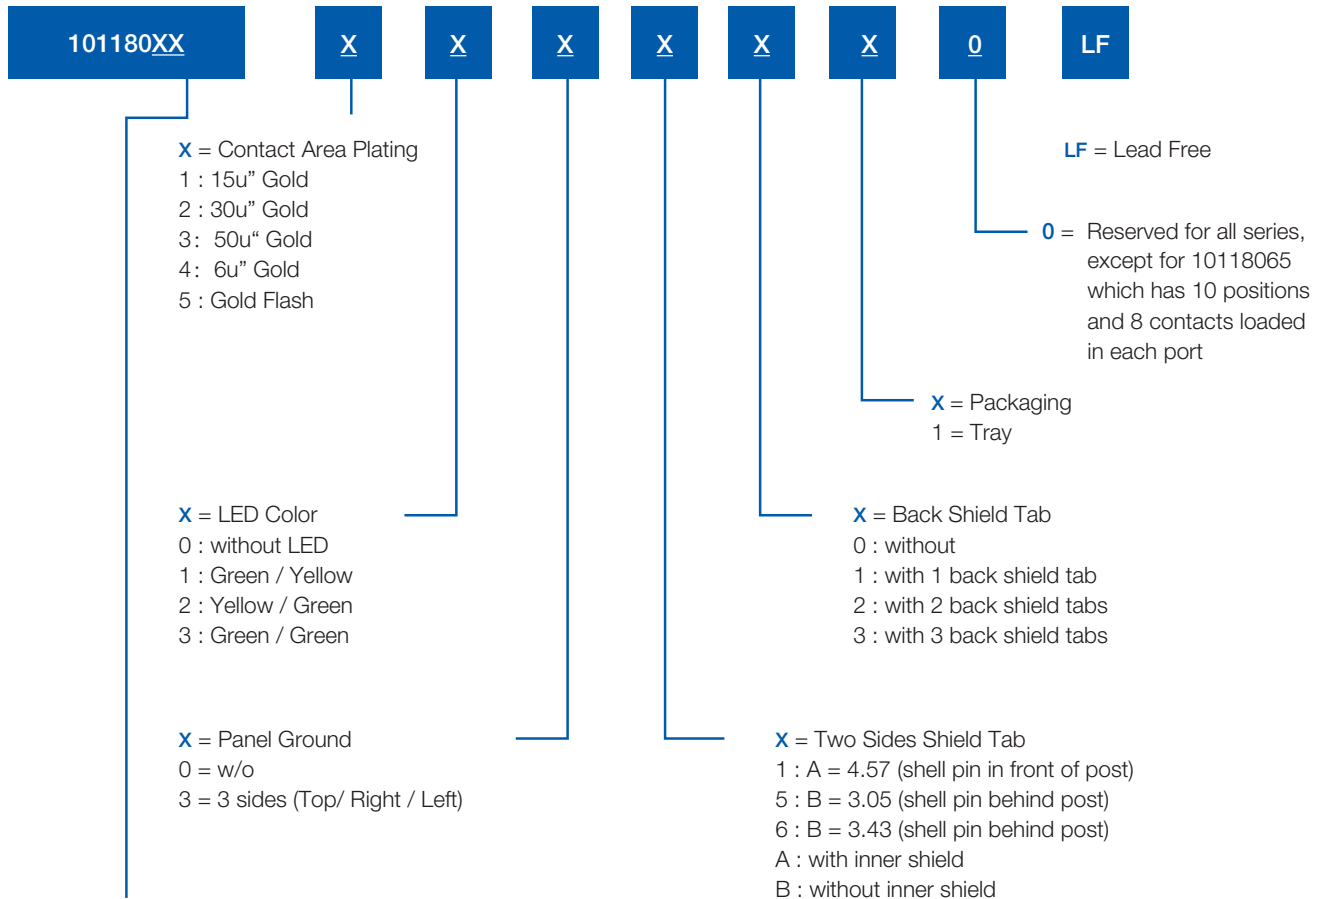 101180XX X X X X X X 0 LF
X = Contact Area Plating
1 : 15u” Gold
2 : 30u” Gold
3: 50u“ Gold
4: 6u” Gold
5 : Gold Flash
LF = Lead Free
0 = Reserved for all series,
except for 10118065
which has 10 positions
and 8 contacts loaded
in each port
X = Packaging
1 = Tray
X = LED Color
0 : without LED
1 : Green / Yellow
2 : Yellow / Green
3 : Green / Green
X = Back Shield Tab
0 : without
1 : with 1 back shield tab
2 : with 2 back shield tabs
3 : with 3 back shield tabs
X = Panel Ground
0 = w/o
3 = 3 sides (Top/ Right / Left)
X = Two Sides Shield Tab
1 : A = 4.57 (shell pin in front of post)
5 : B = 3.05 (shell pin behind post)
6 : B = 3.43 (shell pin behind post)
A : with inner shield
B : without inner shield